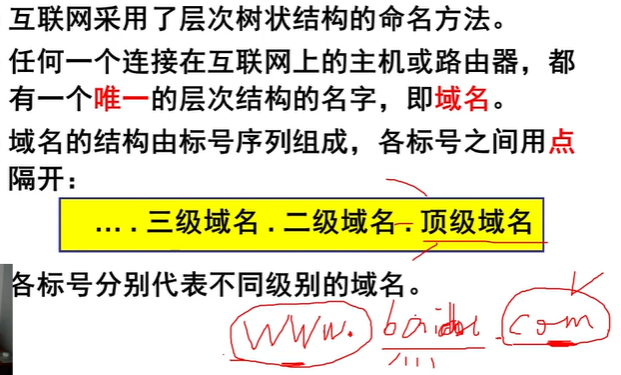 互联网采用了层次树状结构的命名方法。
任何一个连接在互联网上的主机或路由器，都
有一个唯一的层次结构的名字，即域名。
域名的结构由标号序列组成，各标号之间用点
隔开：
… . 三级域名 . 二级域名 . 顶级域名
各标号分别代表不同级别的域名。
www. baidu .com